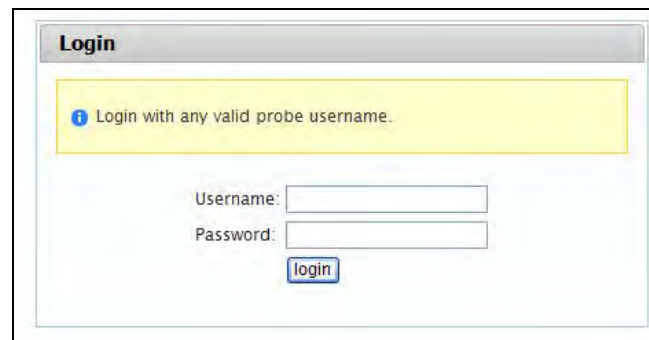 Login
Login with any valid probe username.
Username:
Password:
login